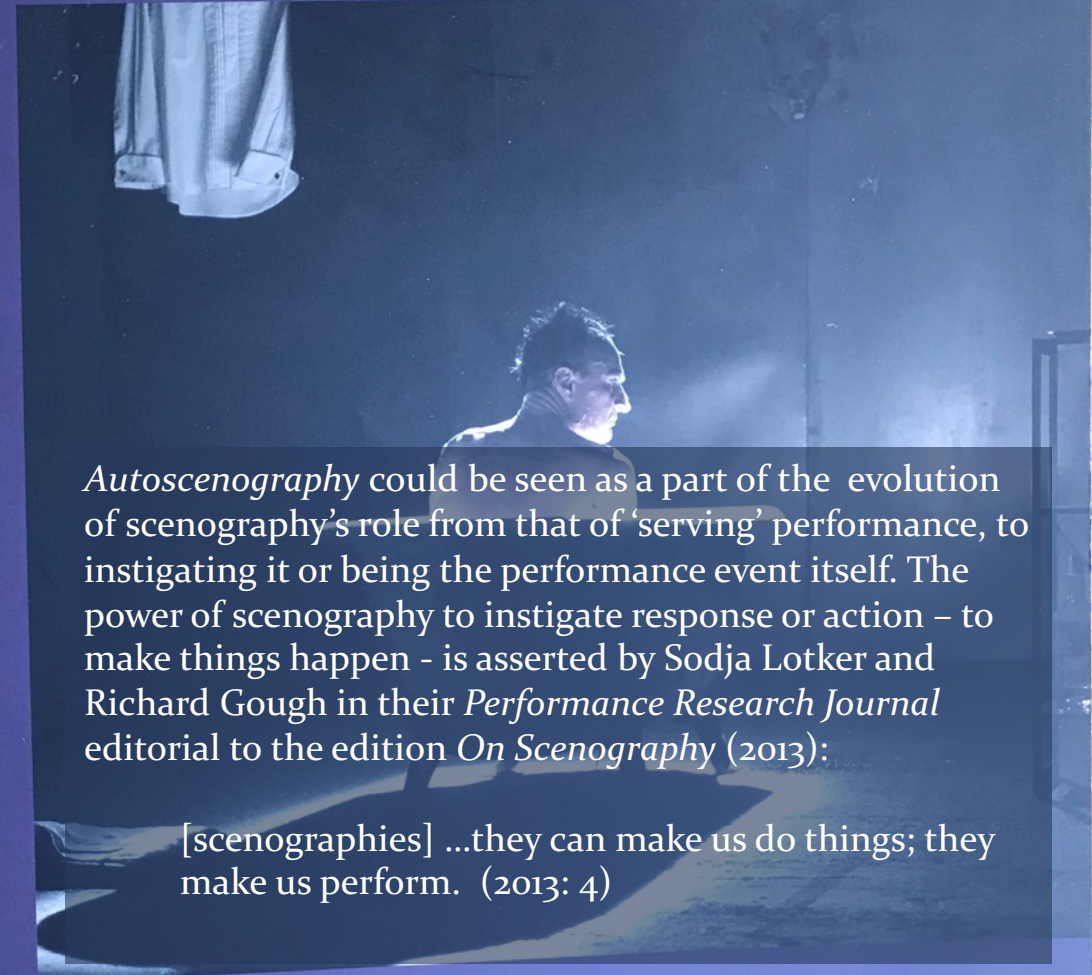 Autoscenography could be seen as a part of the  evolution
of scenography’s role from that of ‘serving’ performance, to
instigating it or being the performance event itself. The
power of scenography to instigate response or action – to
make things happen - is asserted by Sodja Lotker and
Richard Gough in their Performance Research Journal
editorial to the edition On Scenography (2013):
[scenographies] ...they can make us do things; they
make us perform.  (2013: 4)